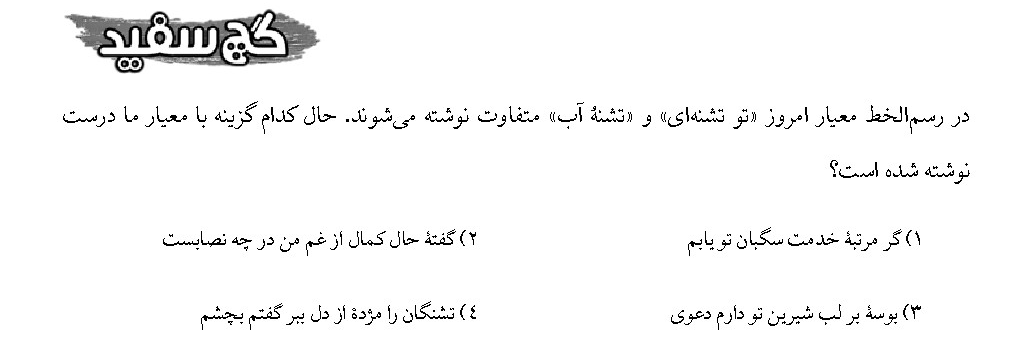 گچ سفید
در رسم‌الخط معیار امروز «تو تشنه‌ای» و «تشنهٔ آب» متفاوت نوشته می‌شوند. حال کدام گزینه با معیار ما درست
نوشته شده است؟
۱) گر مرتبهٔ خدمت سگبان تو یابم
۲) گفتهٔ حال کمال از غم من در چه نصابست
۳) بوسهٔ بر لب شیرین تو دارم دعوی
٤) تشنگان را مژدهٔ از دل ببر گفتم بچشم